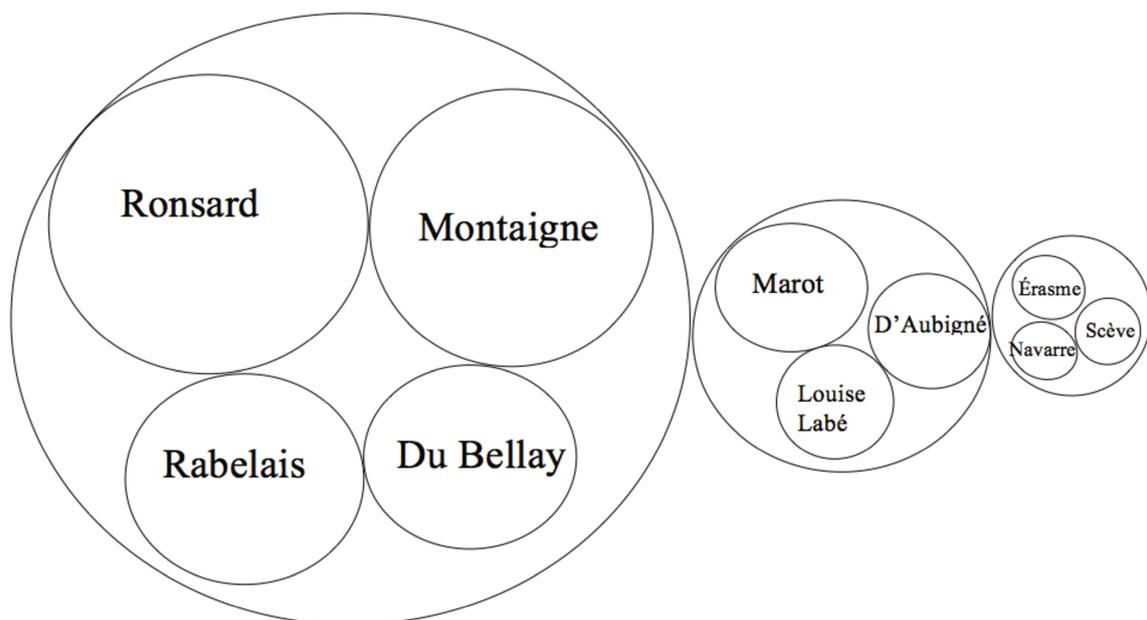 Ronsard
Montaigne
Rabelais
Du Bellay
Marot
D’Aubigné
Louise
Labé
Érasme
Scève
Navarre